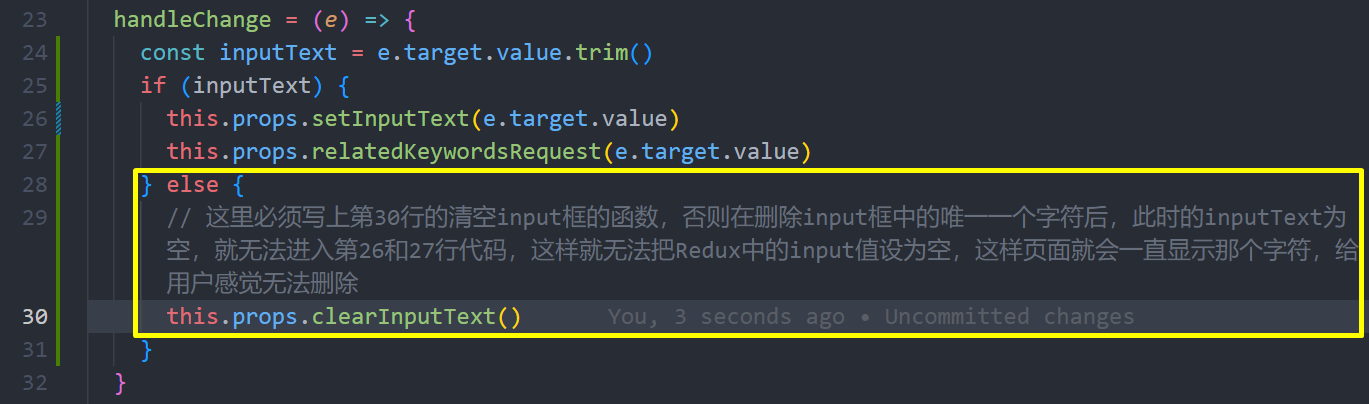 23 handleChange = (e) => {
24 const inputText = e.target.value.trim()
25 if (inputText) {
26 this.props.setInputText(e.target.value)
27 this.props.relatedKeywordsRequest(e.target.value)
28 } else {
29 // 这里必须写上第30行的清空input框的函数，否则在删除input框中的唯一一个字符后，此时的inputText为
空，就无法进入第26和27行代码，这样就无法把Redux中的input值设为空，这样页面就会一直显示那个字符，给
用户感觉无法删除
30 this.props.clearInputText() You, 3 seconds ago • Uncommitted changes
31 }
32 }